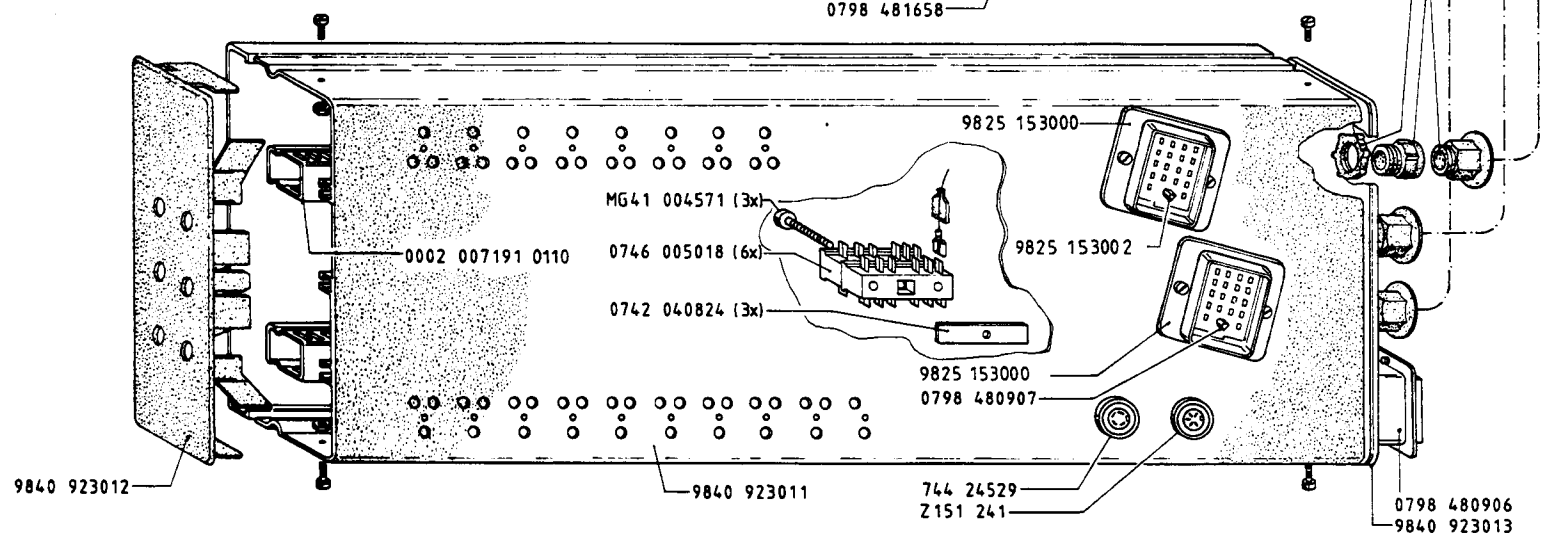 0798 481658
9825 153000
MG41 004571 (3x)
0002 007191 0110
0746 005018 (6x)
9825 153002
0742 040824 (3x)
9825 153000
0798 480907
9840 923012
9840 923011
744 24529
Z151 241
0798 480906
9840 923013